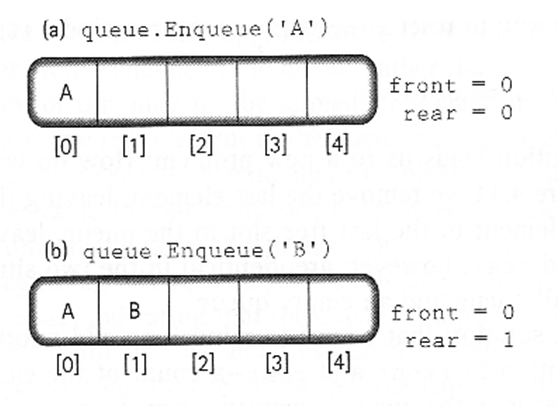 (a) queue.Enqueue('A')
A
front = 0
rear = 0
[0] [1] [2] [3] [4]
(b) queue.Enqueue('B')
A B
front = 0
rear = 1
[0] [1] [2] [3] [4]